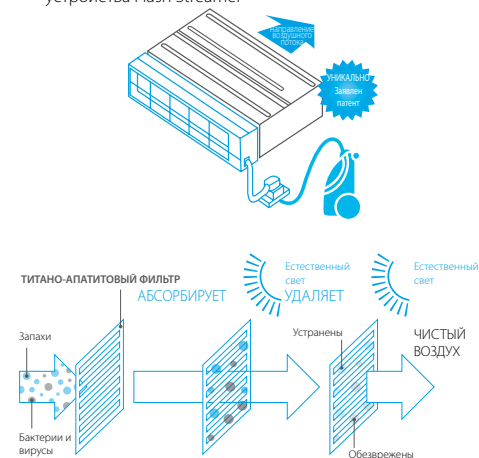 устройства Flash Streamer
направление
воздушного
потока
УНИКАЛЬНО
Заявлен
патент
ТИТАНО-АПАТИТОВЫЙ ФИЛЬТР
АБСОРБИРУЕТ
Естественный
свет
УДАЛЯЕТ
Естественный
свет
Запахи
Устранены
ЧИСТЫЙ
ВОЗДУХ
Бактерии и
вирусы
Обезврежены